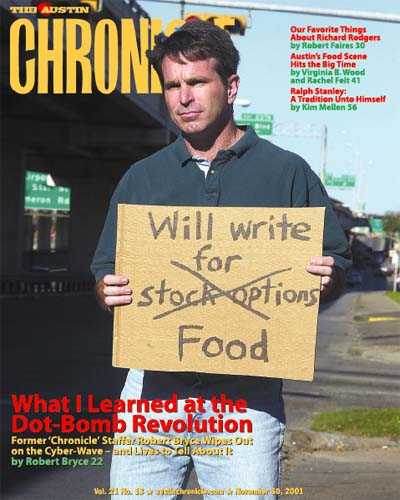 THE AUSTIN
CHRONICLE
Our Favorite Things
About Richard Rodgers
by Robert Faires 30
Austin's Food Scene
Hits the Big Time
by Virginia B. Wood
and Rachel Feit 41
Ralph Stanley:
A Tradition Unto Himself
by Kim Mellen 56
Airport
Blvd
Will write
for
stock options
Food
What I Learned at the
Dot-Bomb Revolution
Former 'Chronicle' Staffer Robert Bryce Wipes Out
on the Cyber-Wave – and Lives to Tell About It
by Robert Bryce 22
Vol. 21 No. 13 ★ austinchronicle.com ★ November 30, 2001